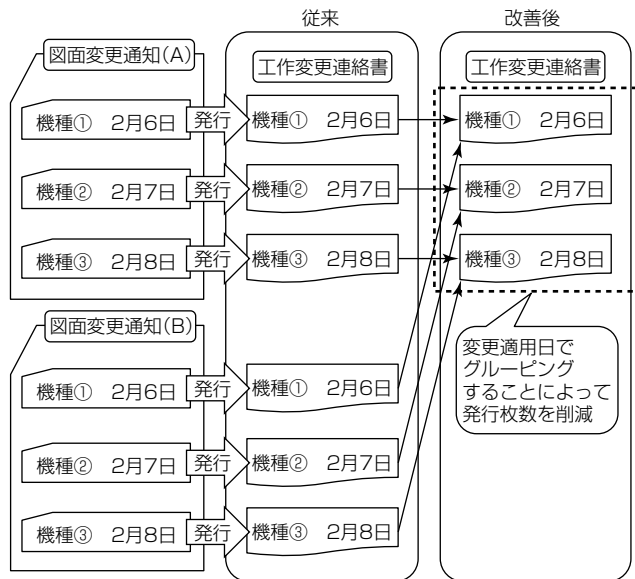 従来
改善後
図面変更通知(A)
工作変更連絡書
工作変更連絡書
機種① 2月6日
発行
機種① 2月6日
機種① 2月6日
機種② 2月7日
発行
機種② 2月7日
機種② 2月7日
機種③ 2月8日
発行
機種③ 2月8日
機種③ 2月8日
図面変更通知(B)
変更適用日で
グルーピング
することによって
発行枚数を削減
機種① 2月6日
発行
機種① 2月6日
機種② 2月7日
発行
機種② 2月7日
機種③ 2月8日
発行
機種③ 2月8日